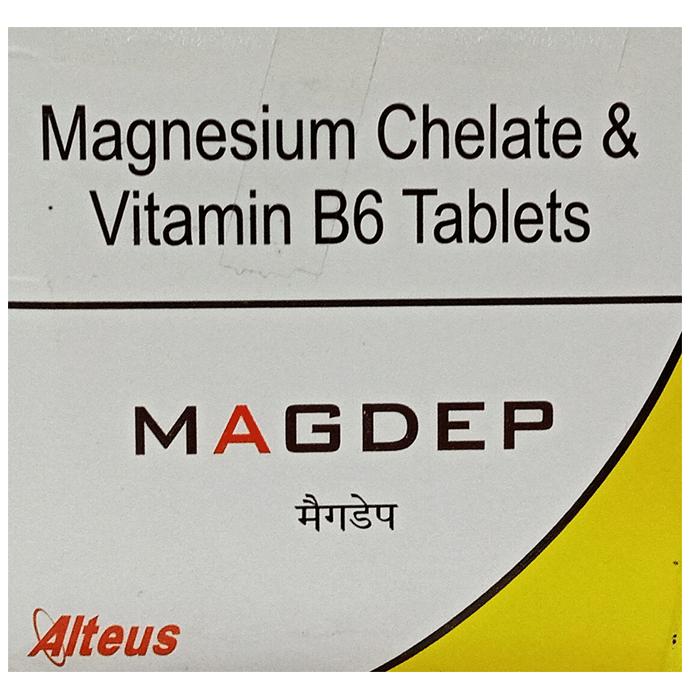 Magnesium Chelate &
Vitamin B6 Tablets
MAGDEP
मैगडेप
Alteus